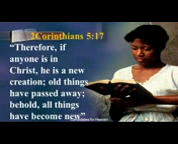 2Corinthians 5:17
“Therefore, if
anyone is in
Christ, he is a new
creation; old things
have passed away;
behold, all things
have become new”